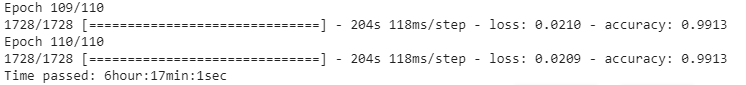 Epoch 109/110
1728/1728 [==============================] - 204s 118ms/step - loss: 0.0210 - accuracy: 0.9913
Epoch 110/110
1728/1728 [==============================] - 204s 118ms/step - loss: 0.0209 - accuracy: 0.9913
Time passed: 6hour:17min:1sec